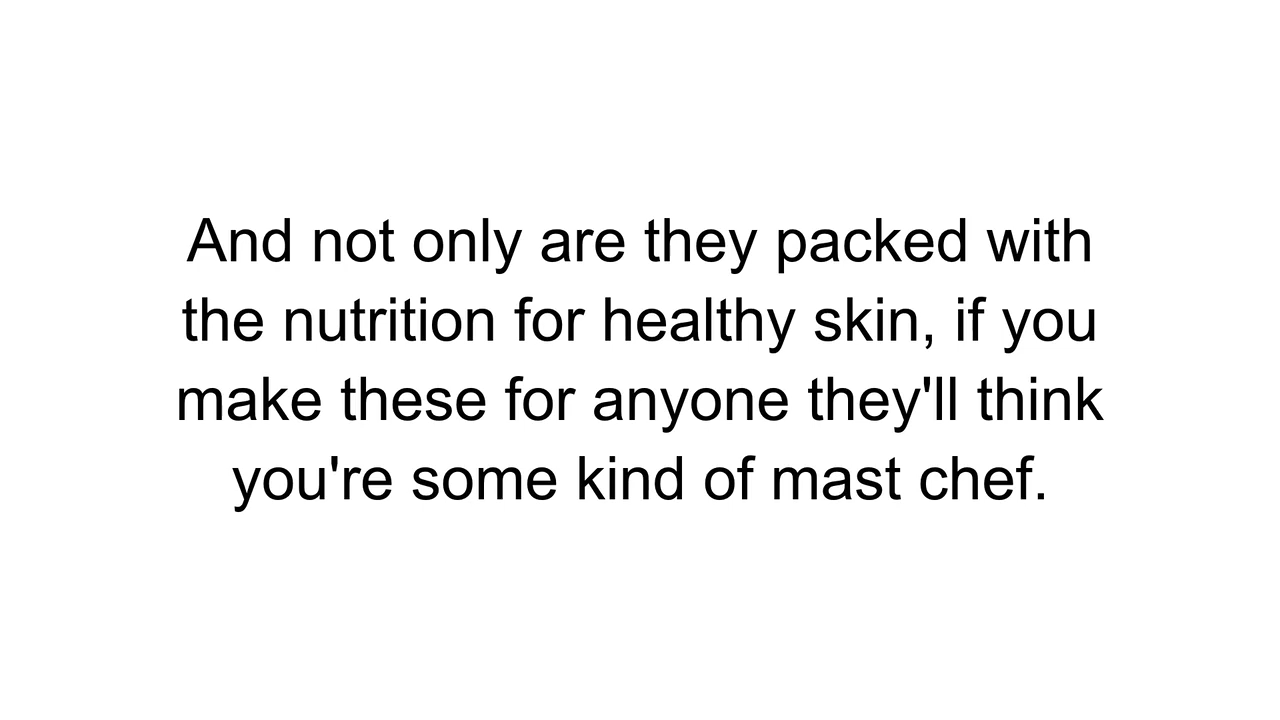 And not only are they packed with
the nutrition for healthy skin, if you
make these for anyone they'll think
you're some kind of mast chef.